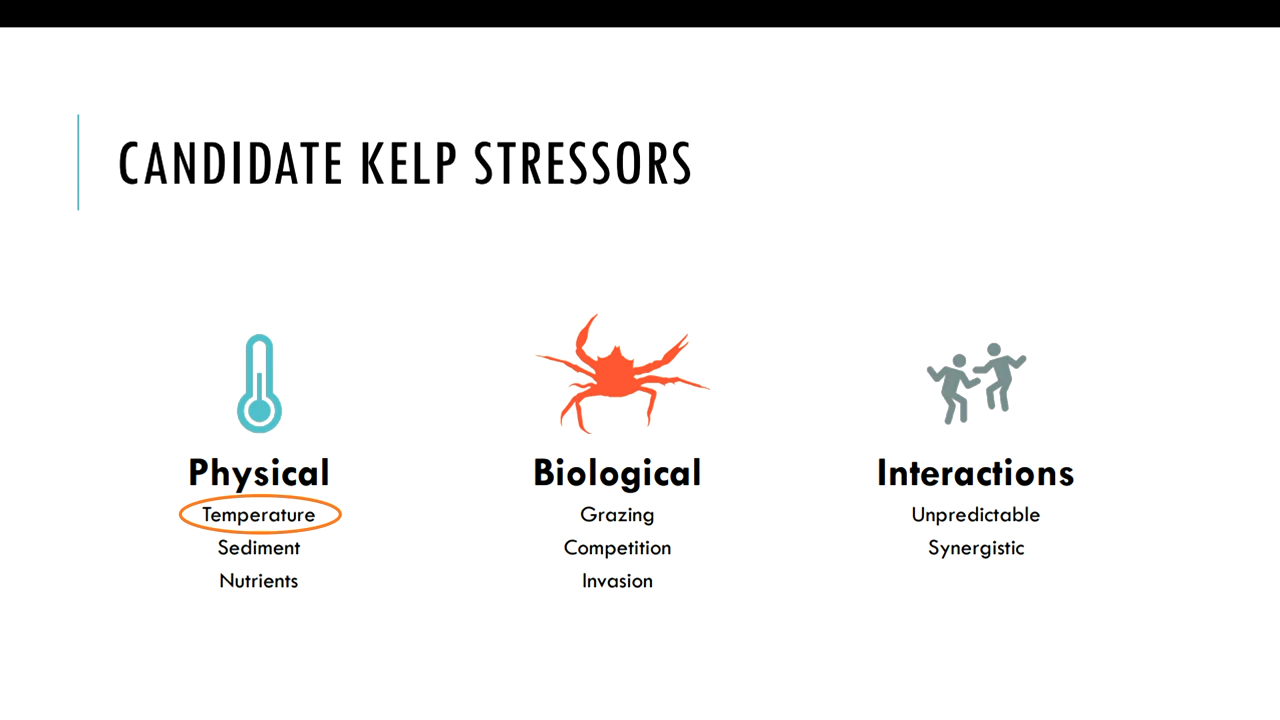 CANDIDATE KELP STRESSORS
Physical
Temperature
Sediment
Nutrients
Biological
Grazing
Competition
Invasion
Interactions
Unpredictable
Synergistic